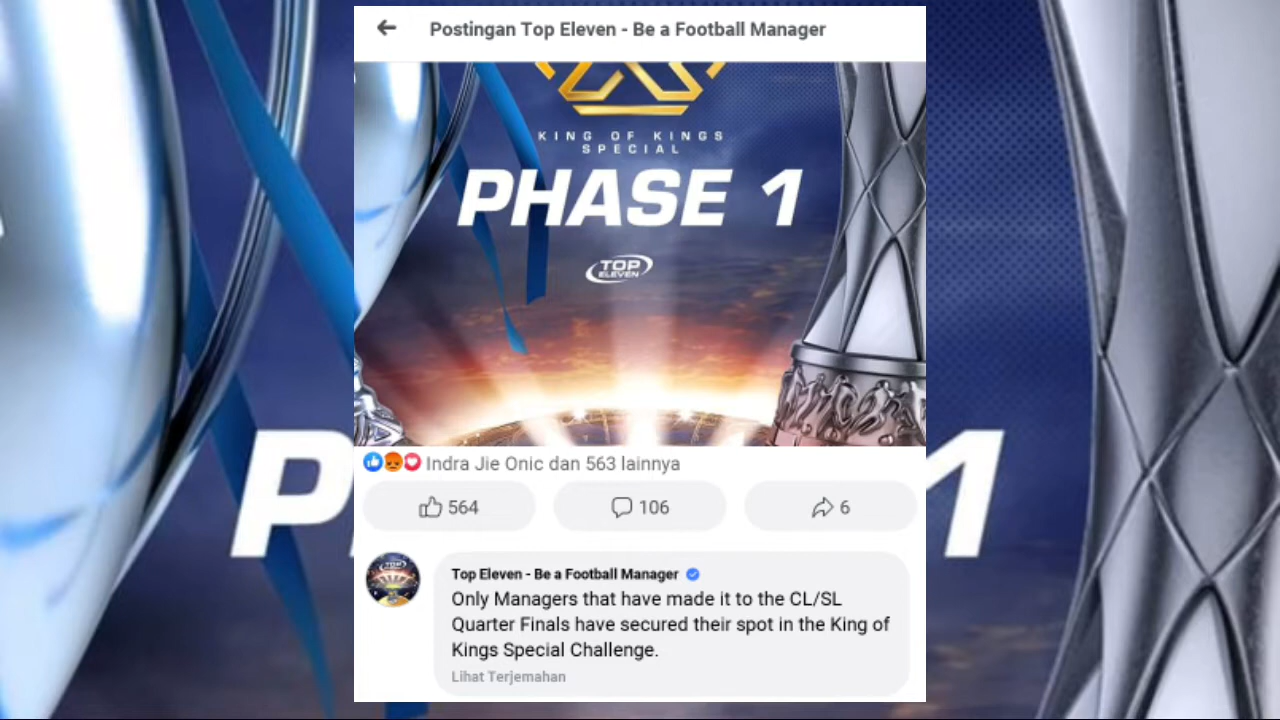 Postingan Top Eleven - Be a Football Manager
KING OF KINGS
SPECIAL
PHASE 1
TOP
ELEVEN
Indra Jie Onic dan 563 lainnya
564
106
6
Top Eleven - Be a Football Manager
Only Managers that have made it to the CL/SL
Quarter Finals have secured their spot in the King of
Kings Special Challenge.
Lihat Terjemahan
P
1